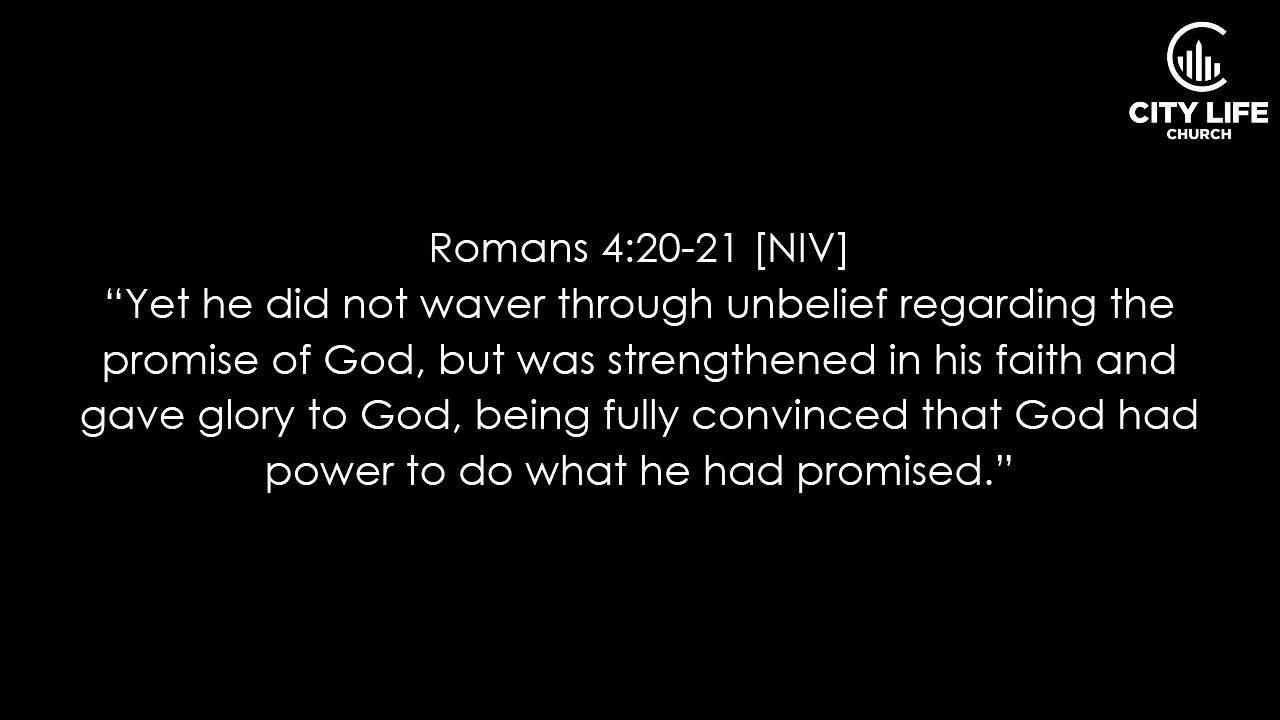 CITY LIFE
CHURCH
Romans 4:20-21 [NIV]
“Yet he did not waver through unbelief regarding the
promise of God, but was strengthened in his faith and
gave glory to God, being fully convinced that God had
power to do what he had promised.”